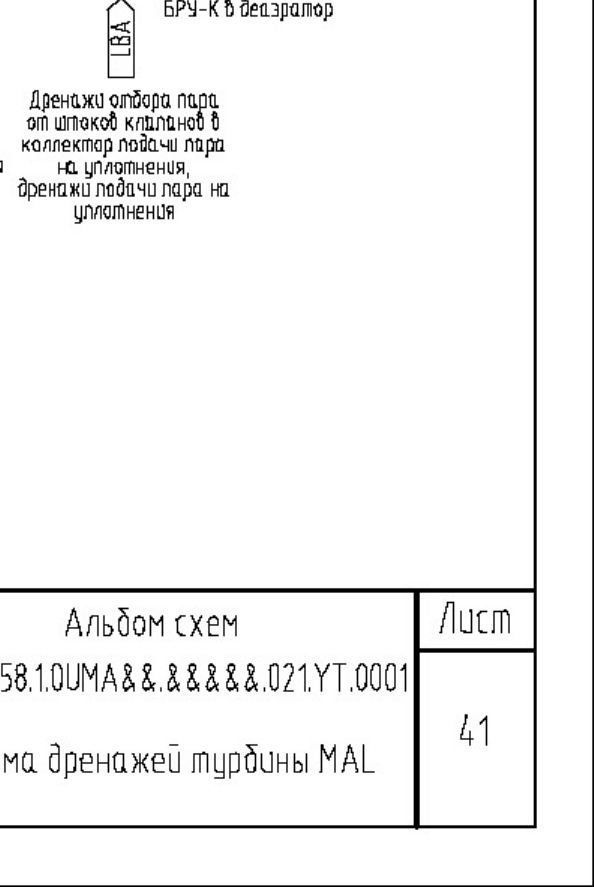 БРУ-К в деаэратор
LBA
Дренажи отбора пара
от штоков клапанов в
коллектор подачи пара
на уплотнения,
дренажи подачи пара на
уплотнения
Альбом схем
Лист
58.1.0UMA&&.&&&&&.021.YT.0001
41
ма дренажей турбины MAL